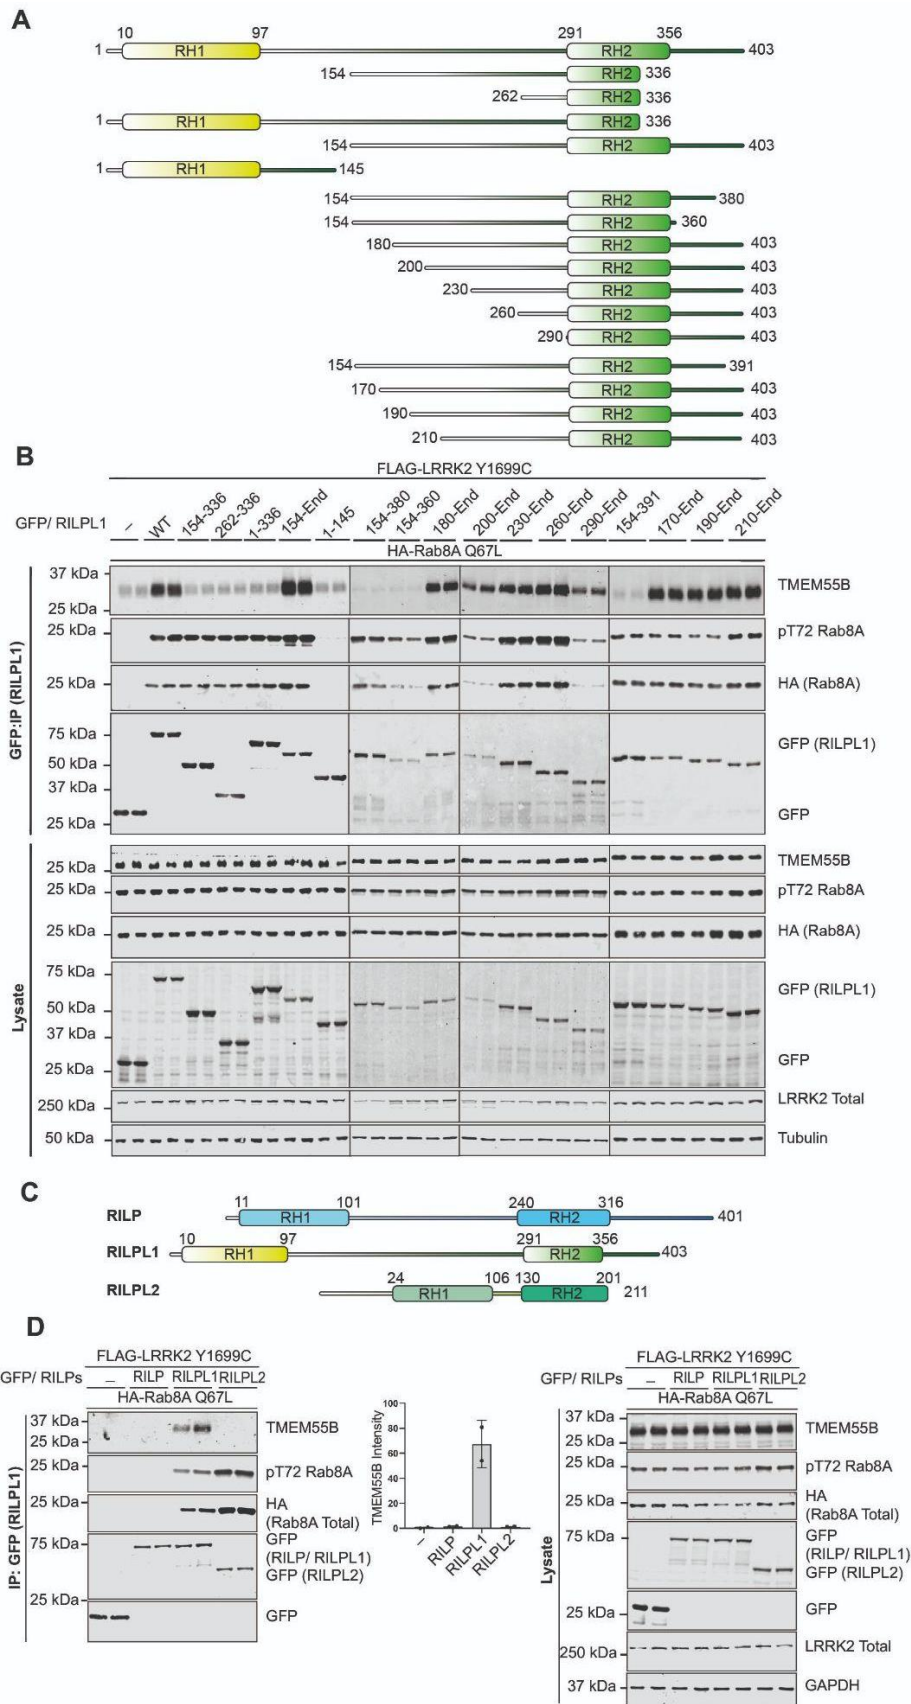 A
10 97 291 356
1 RH1 RH2 403
154 RH2 336
262 RH2 336
1 RH1 RH2 336
154 RH2 403
1 RH1 145
154 RH2 380
154 RH2 360
180 RH2 403
200 RH2 403
230 RH2 403
260 RH2 403
290 RH2 403
154 RH2 391
170 RH2 403
190 RH2 403
210 RH2 403
B
FLAG-LRRK2 Y1699C
GFP/ RILPL1 – WT 154-336 262-336 1-336 154-End 1-145 154-380 154-360 180-End 200-End 230-End 260-End 290-End 154-391 170-End 190-End 210-End
HA-Rab8A Q67L
GFP:IP (RILPL1)
37 kDa TMEM55B
25 kDa
25 kDa pT72 Rab8A
25 kDa HA (Rab8A)
75 kDa GFP (RILPL1)
50 kDa
37 kDa
25 kDa GFP
Lysate
25 kDa TMEM55B
25 kDa pT72 Rab8A
25 kDa HA (Rab8A)
75 kDa GFP (RILPL1)
50 kDa
37 kDa
25 kDa GFP
250 kDa LRRK2 Total
50 kDa Tubulin
C
11 101 240 316
RILP RH1 RH2 401
10 97 291 356
RILPL1 RH1 RH2 403
24 106 130 201
RILPL2 RH1 RH2 211
D
FLAG-LRRK2 Y1699C
GFP/ RILPs – RILP RILPL1 RILPL2
HA-Rab8A Q67L
IP: GFP (RILPL1)
37 kDa TMEM55B
25 kDa
25 kDa pT72 Rab8A
25 kDa HA
(Rab8A Total)
75 kDa GFP
(RILP/ RILPL1)
GFP (RILPL2)
25 kDa
GFP
TMEM55B Intensity
100
80
60
40
20
0
– RILP RILPL1 RILPL2
FLAG-LRRK2 Y1699C
GFP/ RILPs – RILP RILPL1 RILPL2
HA-Rab8A Q67L
Lysate
37 kDa TMEM55B
25 kDa
25 kDa pT72 Rab8A
25 kDa HA
(Rab8A Total)
75 kDa GFP
(RILP/ RILPL1)
GFP (RILPL2)
25 kDa GFP
250 kDa LRRK2 Total
37 kDa GAPDH